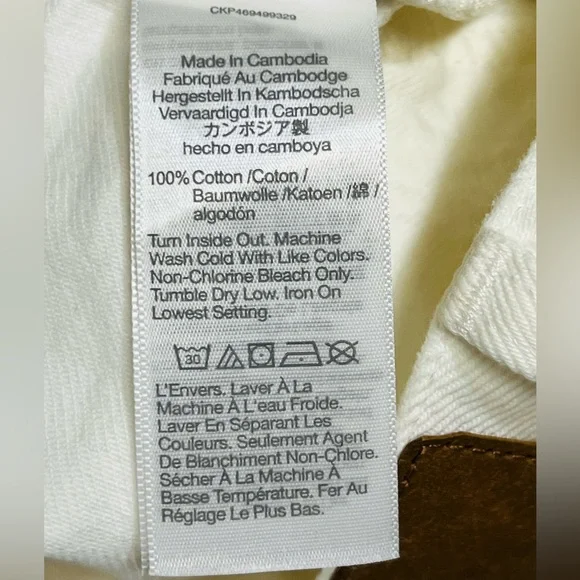 CKP469499329
Made In Cambodia
Fabriqué Au Cambodge
Hergestellt In Kambodscha
Vervaardigd In Cambodja
カンボジア製
hecho en camboya
100% Cotton /Coton /
Baumwolle /Katoen /綿 /
algodón
Turn Inside Out. Machine
Wash Cold With Like Colors.
Non-Chlorine Bleach Only.
Tumble Dry Low. Iron On
Lowest Setting.
30
L'Envers. Laver À La
Machine À L'eau Froide.
Laver En Séparant Les
Couleurs. Seulement Agent
De Blanchiment Non-Chlore.
Sécher À La Machine À
Basse Température. Fer Au
Réglage Le Plus Bas.